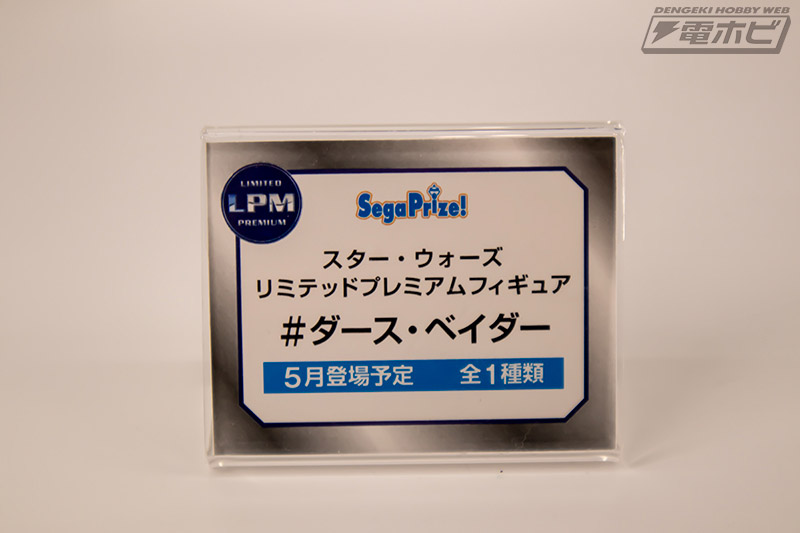 DENGEKI HOBBY WEB
電ホビ
LIMITED
LPM
PREMIUM
SegaPrize!
スター・ウォーズ
リミテッドプレミアムフィギュア
#ダース・ベイダー
5月登場予定 全1種類